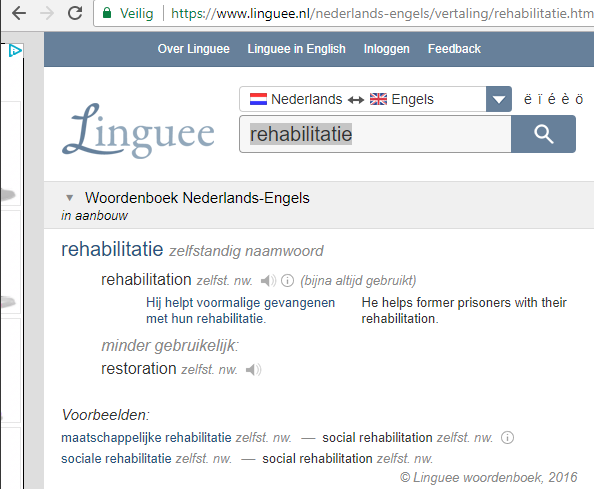 Veilig https://www.linguee.nl/nederlands-engels/vertaling/rehabilitatie.htm
Over Linguee Linguee in English Inloggen Feedback
Nederlands Engels ë ï é è ö
Linguee
rehabilitatie
Woordenboek Nederlands-Engels
in aanbouw
rehabilitatie zelfstandig naamwoord
rehabilitation zelfst. nw. (bijna altijd gebruikt)
Hij helpt voormalige gevangenen He helps former prisoners with their
met hun rehabilitatie. rehabilitation.
minder gebruikelijk:
restoration zelfst. nw.
Voorbeelden:
maatschappelijke rehabilitatie zelfst. nw. — social rehabilitation zelfst. nw.
sociale rehabilitatie zelfst. nw. — social rehabilitation zelfst. nw.
© Linguee woordenboek, 2016